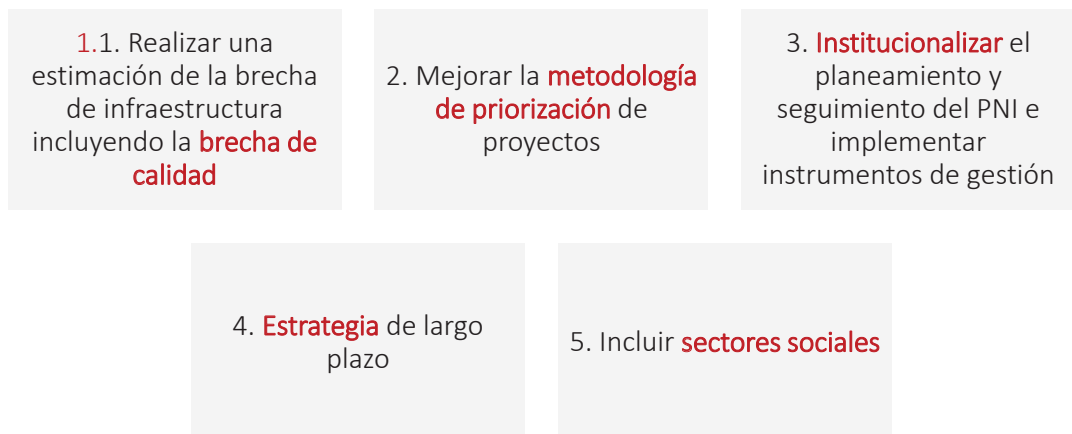 1.1. Realizar una
estimación de la brecha
de infraestructura
incluyendo la brecha de
calidad
2. Mejorar la metodología
de priorización de
proyectos
3. Institucionalizar el
planeamiento y
seguimiento del PNI e
implementar
instrumentos de gestión
4. Estrategia de largo
plazo
5. Incluir sectores sociales